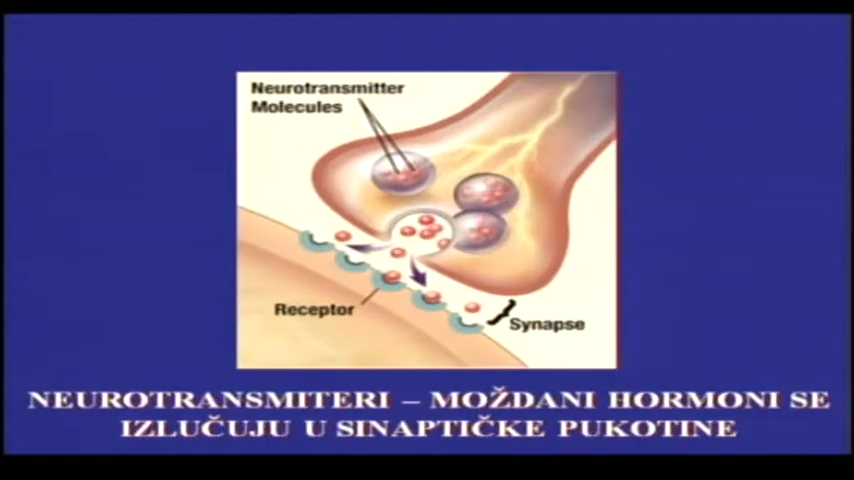 Neurotransmitter
Molecules
Receptor
Synapse
NEUROTRANSMITERI – MOŽDANI HORMONI SE
IZLUČUJU U SINAPTIČKE PUKOTINE